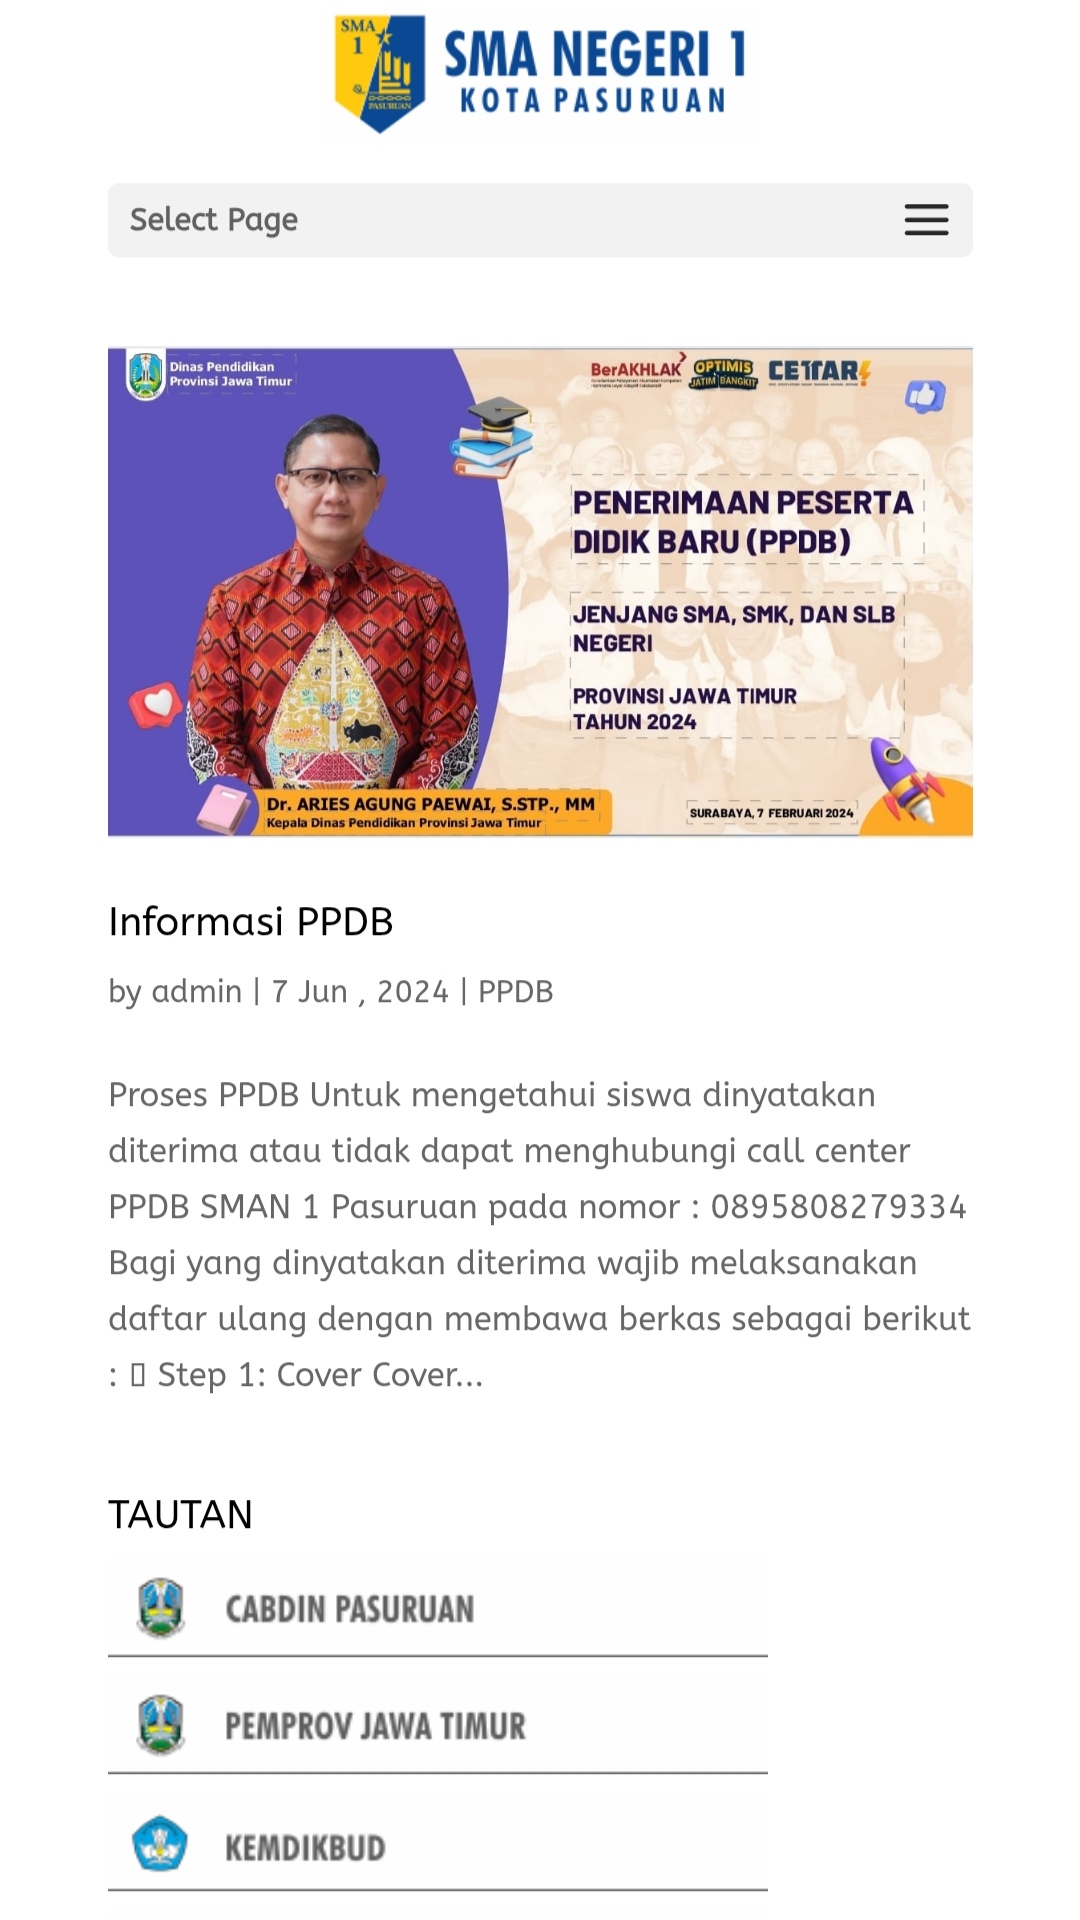 SMA
1
PASURUAN
SMA NEGERI 1
KOTA PASURUAN
Select Page
Dinas Pendidikan
Provinsi Jawa Timur
BerAKHLAK
OPTIMIS
JATIM BANGKIT
CETTAR
PENERIMAAN PESERTA
DIDIK BARU (PPDB)
JENJANG SMA, SMK, DAN SLB
NEGERI
PROVINSI JAWA TIMUR
TAHUN 2024
Dr. ARIES AGUNG PAEWAI, S.STP., MM
Kepala Dinas Pendidikan Provinsi Jawa Timur
SURABAYA, 7 FEBRUARI 2024
Informasi PPDB
by admin | 7 Jun , 2024 | PPDB
Proses PPDB Untuk mengetahui siswa dinyatakan
diterima atau tidak dapat menghubungi call center
PPDB SMAN 1 Pasuruan pada nomor : 0895808279334
Bagi yang dinyatakan diterima wajib melaksanakan
daftar ulang dengan membawa berkas sebagai berikut
: Step 1: Cover Cover...
TAUTAN
CABDIN PASURUAN
PEMPROV JAWA TIMUR
KEMDIKBUD